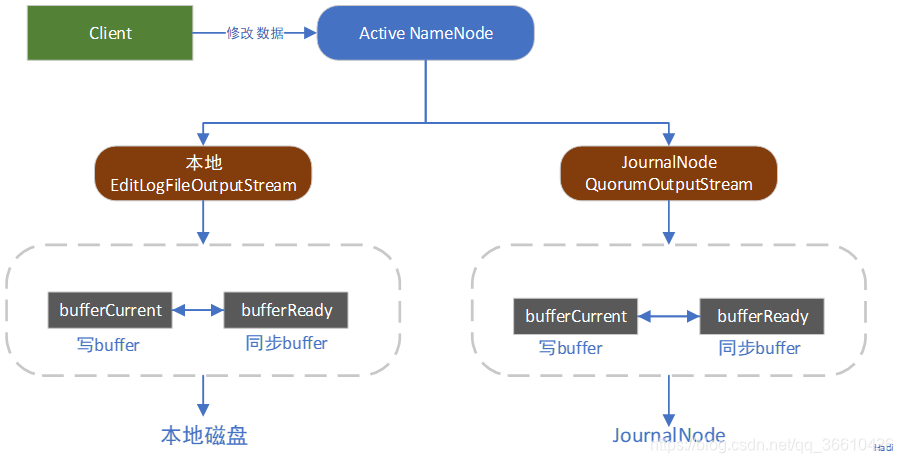 Client
修改数据
Active NameNode
本地
EditLogFileOutputStream
JournalNode
QuorumOutputStream
bufferCurrent
bufferReady
写buffer
同步buffer
bufferCurrent
bufferReady
写buffer
同步buffer
本地磁盘
JournalNode
https://blog.csdn.net/qq_36610436
Hadi